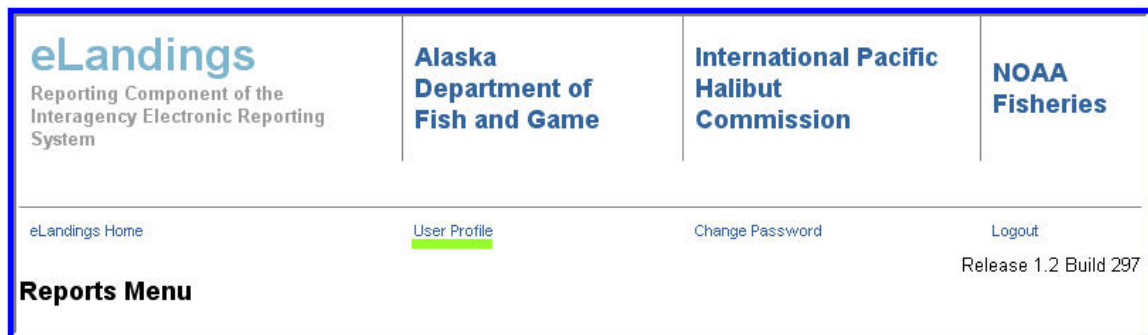 eLandings
Reporting Component of the
Interagency Electronic Reporting
System
Alaska
Department of
Fish and Game
International Pacific
Halibut
Commission
NOAA
Fisheries
eLandings Home
User Profile
Change Password
Logout
Release 1.2 Build 297
Reports Menu